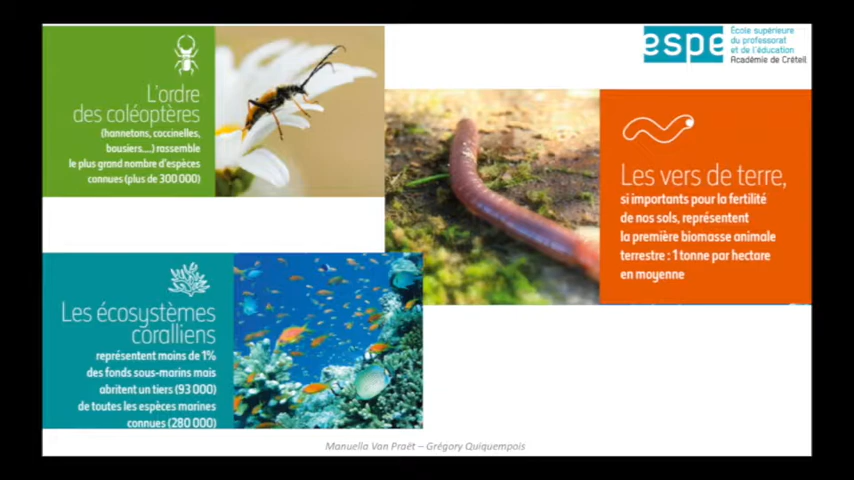 espe
École supérieure
du professorat
et de l'éducation
Académie de Créteil
L'ordre
des coléoptères
(hannetons, coccinelles,
bousiers....) rassemble
le plus grand nombre d'espèces
connues (plus de 300 000)
Les vers de terre,
si importants pour la fertilité
de nos sols, représentent
la première biomasse animale
terrestre : 1 tonne par hectare
en moyenne
Les écosystèmes
coralliens
représentent moins de 1%
des fonds sous-marins mais
abritent un tiers (93 000)
de toutes les espèces marines
connues (280 000)
Manuella Van Praët – Grégory Quiquempois